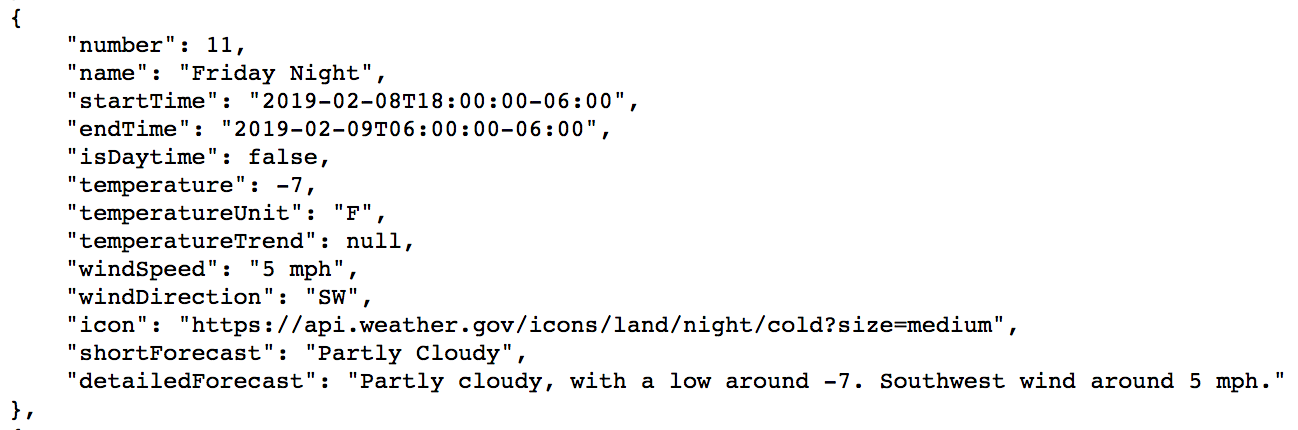 {
    "number": 11,
    "name": "Friday Night",
    "startTime": "2019-02-08T18:00:00-06:00",
    "endTime": "2019-02-09T06:00:00-06:00",
    "isDaytime": false,
    "temperature": -7,
    "temperatureUnit": "F",
    "temperatureTrend": null,
    "windSpeed": "5 mph",
    "windDirection": "SW",
    "icon": "https://api.weather.gov/icons/land/night/cold?size=medium",
    "shortForecast": "Partly Cloudy",
    "detailedForecast": "Partly cloudy, with a low around -7. Southwest wind around 5 mph."
},